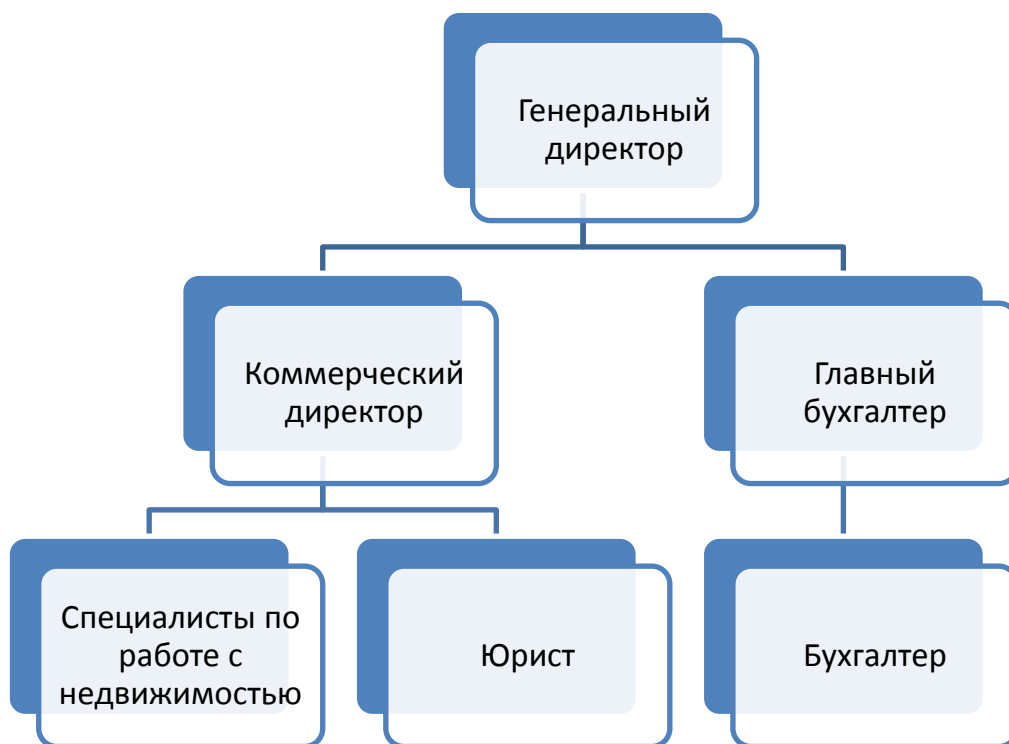 Генеральный
директор
Коммерческий
директор
Главный
бухгалтер
Специалисты по
работе с
недвижимостью
Юрист
Бухгалтер